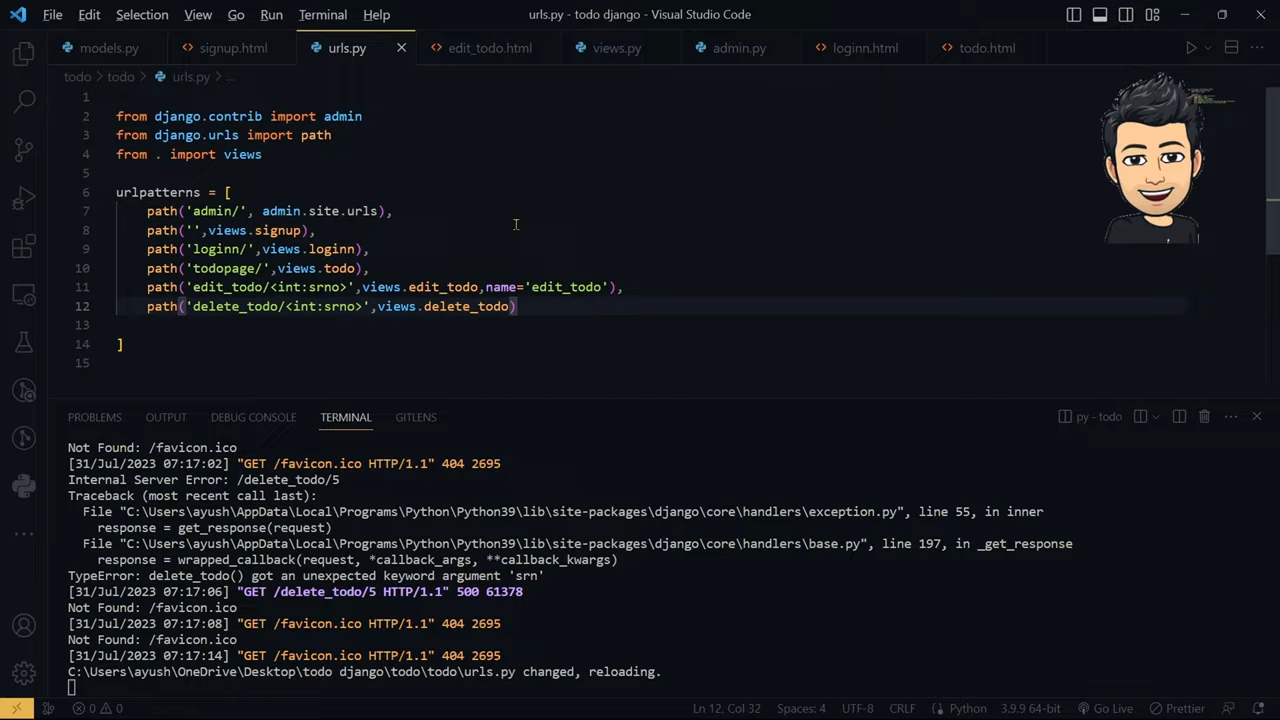 File Edit Selection View Go Run Terminal Help urls.py - todo django - Visual Studio Code
models.py signup.html urls.py edit_todo.html views.py admin.py loginn.html todo.html
todo > todo > urls.py > ...
1
2 from django.contrib import admin
3 from django.urls import path
4 from . import views
5
6 urlpatterns = [
7 path('admin/', admin.site.urls),
8 path('',views.signup),
9 path('loginn/',views.loginn),
10 path('todopage/',views.todo),
11 path('edit_todo/<int:srno>',views.edit_todo,name='edit_todo'),
12 path('delete_todo/<int:srno>',views.delete_todo)
13
14 ]
15
PROBLEMS OUTPUT DEBUG CONSOLE TERMINAL GITLENS py - todo
Not Found: /favicon.ico
[31/Jul/2023 07:17:02] "GET /favicon.ico HTTP/1.1" 404 2695
Internal Server Error: /delete_todo/5
Traceback (most recent call last):
File "C:\Users\ayush\AppData\Local\Programs\Python\Python39\lib\site-packages\django\core\handlers\exception.py", line 55, in inner
response = get_response(request)
File "C:\Users\ayush\AppData\Local\Programs\Python\Python39\lib\site-packages\django\core\handlers\base.py", line 197, in _get_response
response = wrapped_callback(request, *callback_args, **callback_kwargs)
TypeError: delete_todo() got an unexpected keyword argument 'srn'
[31/Jul/2023 07:17:06] "GET /delete_todo/5 HTTP/1.1" 500 61378
Not Found: /favicon.ico
[31/Jul/2023 07:17:08] "GET /favicon.ico HTTP/1.1" 404 2695
Not Found: /favicon.ico
[31/Jul/2023 07:17:14] "GET /favicon.ico HTTP/1.1" 404 2695
C:\Users\ayush\OneDrive\Desktop\todo django\todo\todo\urls.py changed, reloading.
0 0 Ln 12, Col 32 Spaces: 4 UTF-8 CRLF Python 3.9.9 64-bit Go Live Prettier